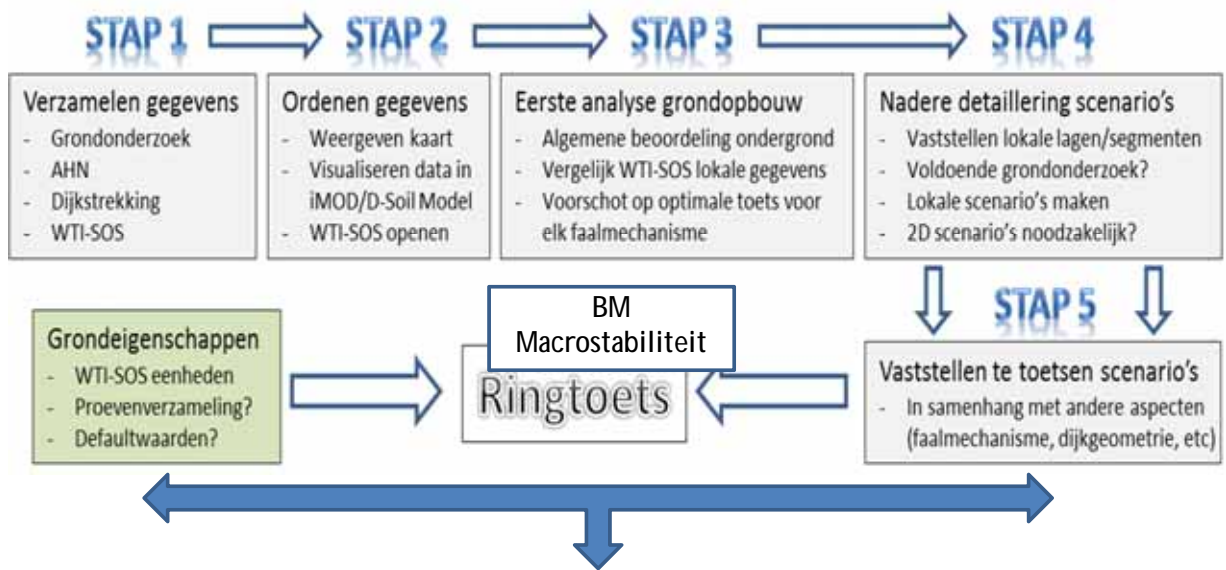 STAP 1
STAP 2
STAP 3
STAP 4
Verzamelen gegevens
- Grondonderzoek
- AHN
- Dijkstrekking
- WTI-SOS
Ordenen gegevens
- Weergeven kaart
- Visualiseren data in
iMOD/D-Soil Model
- WTI-SOS openen
Eerste analyse grondopbouw
- Algemene beoordeling ondergrond
- Vergelijk WTI-SOS lokale gegevens
- Voorschot op optimale toets voor
elk faalmechanisme
Nadere detaillering scenario's
- Vaststellen lokale lagen/segmenten
- Voldoende grondonderzoek?
- Lokale scenario's maken
- 2D scenario's noodzakelijk?
STAP 5
Vaststellen te toetsen scenario's
- In samenhang met andere aspecten
(faalmechanisme, dijkgeometrie, etc)
BM
Macrostabiliteit
Ringtoets
Grondeigenschappen
- WTI-SOS eenheden
- Proevenverzameling?
- Defaultwaarden?